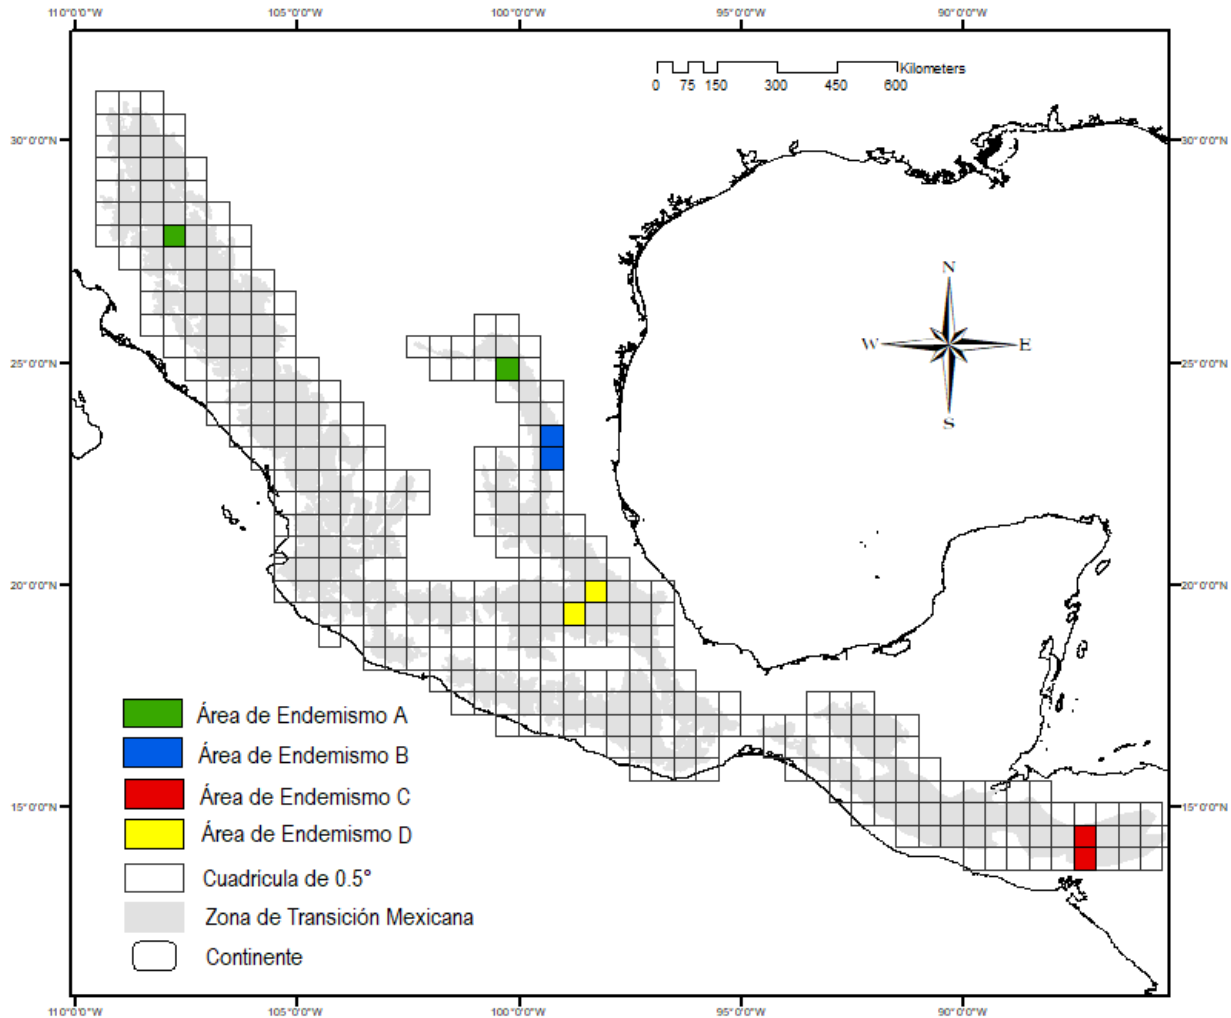 110°0'0"W 105°0'0"W 100°0'0"W 95°0'0"W 90°0'0"W
Kilometers
0 75 150 300 450 600
30°0'0"N 30°0'0"N
N
W E
S
25°0'0"N 25°0'0"N
20°0'0"N 20°0'0"N
Área de Endemismo A
Área de Endemismo B
Área de Endemismo C
15°0'0"N 15°0'0"N
Área de Endemismo D
Cuadrícula de 0.5°
Zona de Transición Mexicana
Continente
110°0'0"W 105°0'0"W 100°0'0"W 95°0'0"W 90°0'0"W